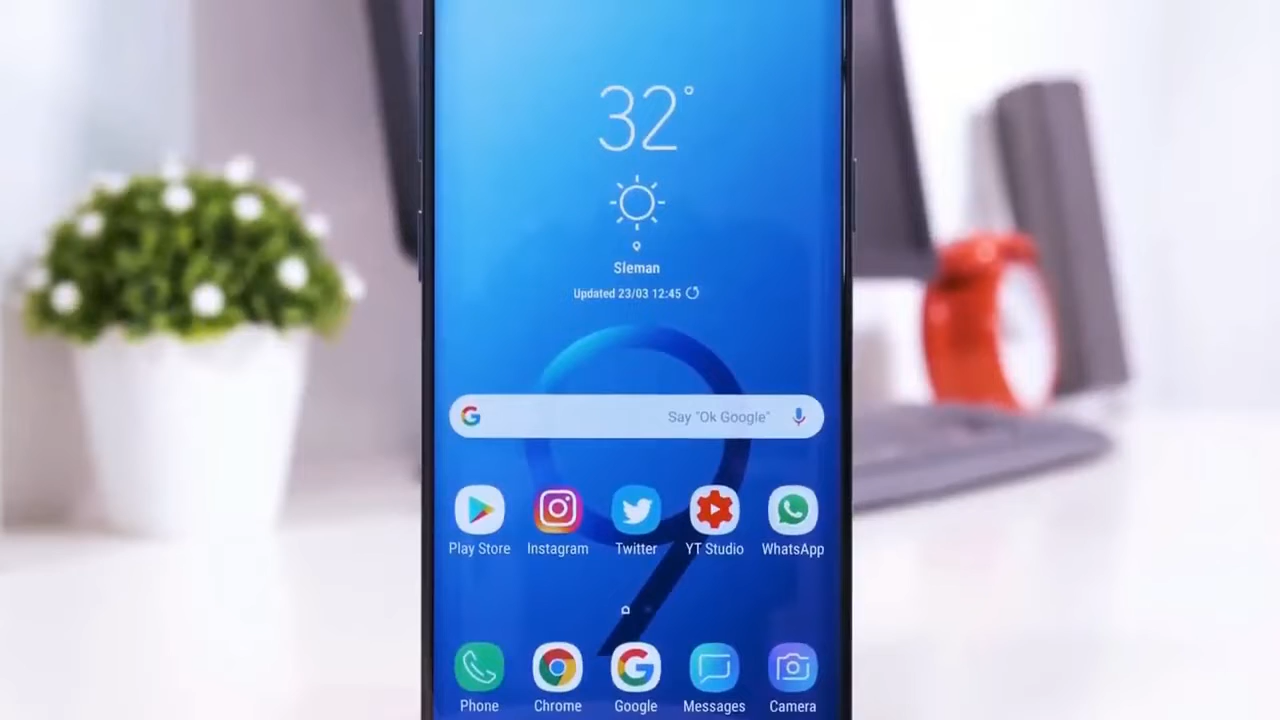 32°
Sleman
Updated 23/03 12:45
Say "Ok Google"
Play Store Instagram Twitter YT Studio WhatsApp
Phone Chrome Google Messages Camera